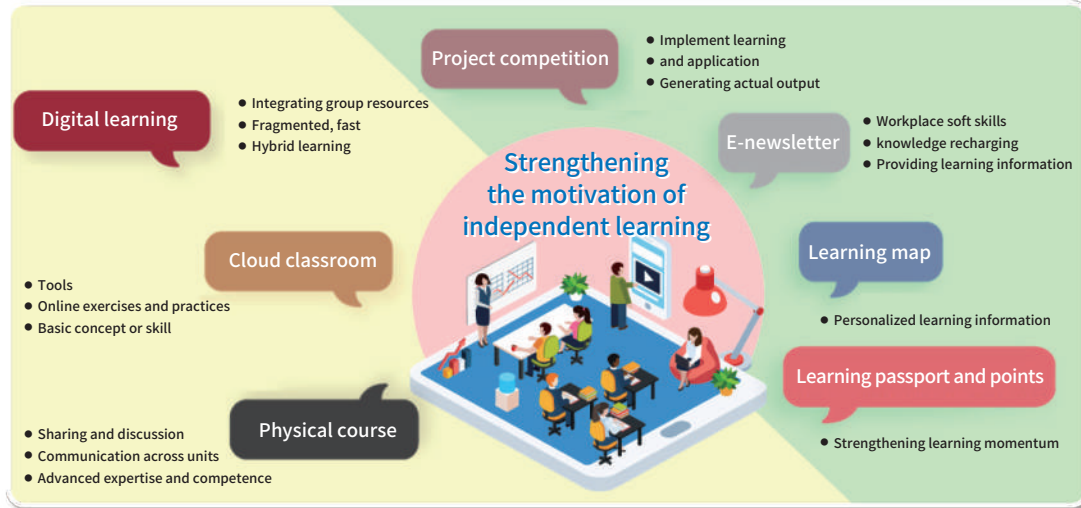 Project competition
● Implement learning
● and application
● Generating actual output
Digital learning
● Integrating group resources
● Fragmented, fast
● Hybrid learning
E-newsletter
● Workplace soft skills
● knowledge recharging
● Providing learning information
Strengthening
the motivation of
independent learning
Cloud classroom
● Tools
● Online exercises and practices
● Basic concept or skill
Learning map
● Personalized learning information
Learning passport and points
● Strengthening learning momentum
Physical course
● Sharing and discussion
● Communication across units
● Advanced expertise and competence